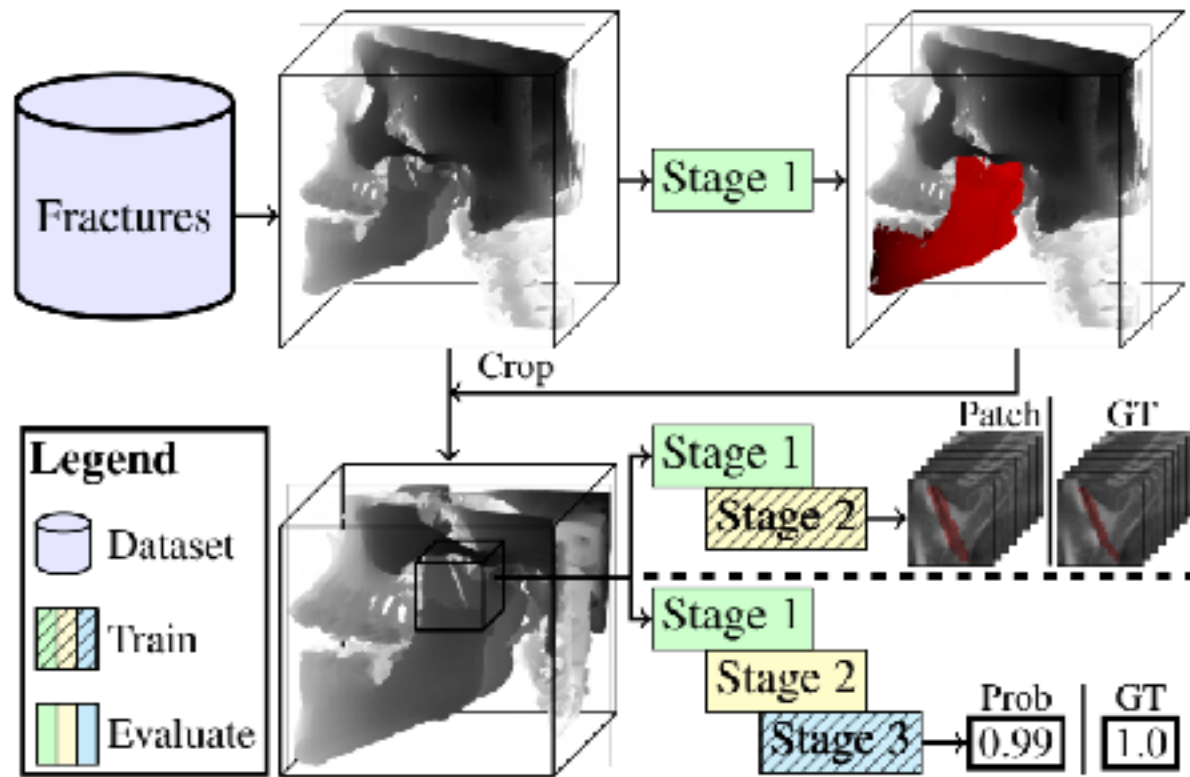 Fractures
Stage 1
Crop
Patch
GT
Stage 1
Stage 2
Legend
Dataset
Train
Evaluate
Stage 1
Stage 2
Stage 3
Prob
GT
0.99
1.0